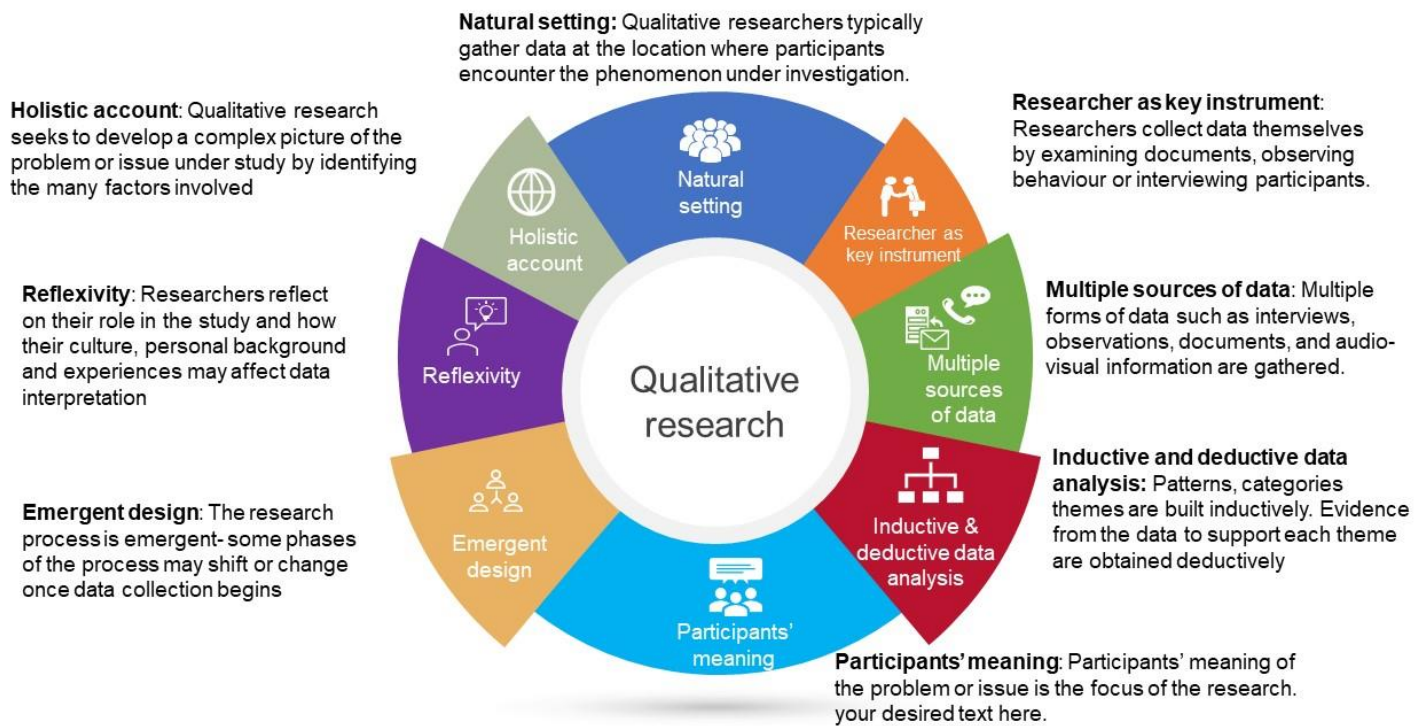 Natural setting: Qualitative researchers typically
gather data at the location where participants
encounter the phenomenon under investigation.
Holistic account: Qualitative research
seeks to develop a complex picture of the
problem or issue under study by identifying
the many factors involved
Researcher as key instrument:
Researchers collect data themselves
by examining documents, observing
behaviour or interviewing participants.
Reflexivity: Researchers reflect
on their role in the study and how
their culture, personal background
and experiences may affect data
interpretation
Multiple sources of data: Multiple
forms of data such as interviews,
observations, documents, and audio-
visual information are gathered.
Emergent design: The research
process is emergent- some phases
of the process may shift or change
once data collection begins
Inductive and deductive data
analysis: Patterns, categories
themes are built inductively. Evidence
from the data to support each theme
are obtained deductively
Participants’ meaning: Participants’ meaning of
the problem or issue is the focus of the research.
your desired text here.
Natural
setting
Researcher as
key instrument
Multiple
sources
of data
Inductive &
deductive data
analysis
Participants’
meaning
Emergent
design
Reflexivity
Holistic
account
Qualitative
research